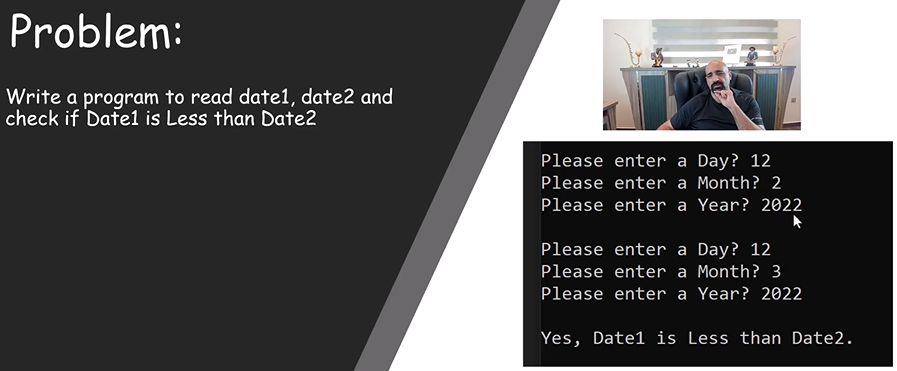 Problem:
Write a program to read date1, date2 and
check if Date1 is Less than Date2
Please enter a Day? 12
Please enter a Month? 2
Please enter a Year? 2022
Please enter a Day? 12
Please enter a Month? 3
Please enter a Year? 2022
Yes, Date1 is Less than Date2.